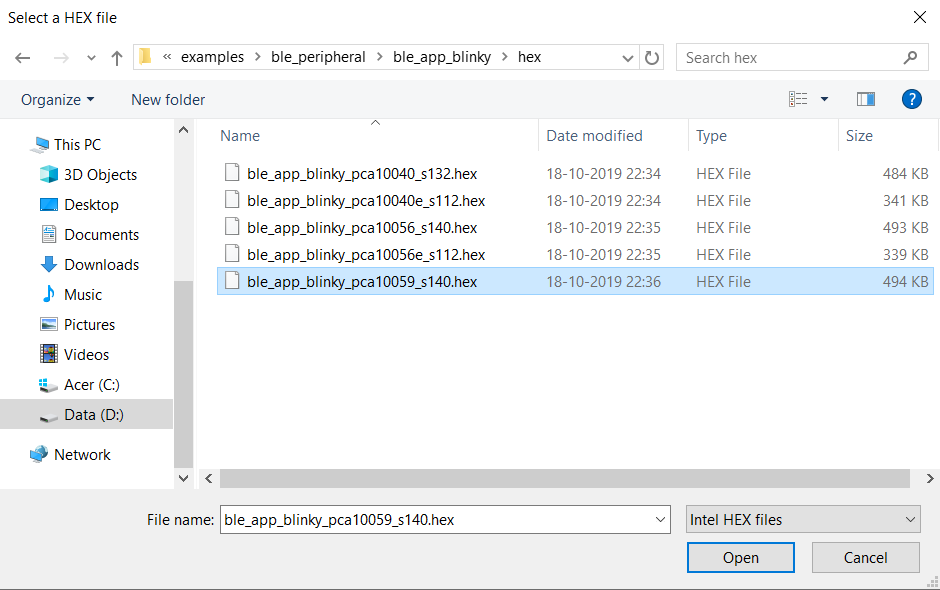 Select a HEX file
« examples > ble_peripheral > ble_app_blinky > hex
Search hex
Organize New folder
?
Name Date modified Type Size
This PC
3D Objects
Desktop
Documents
Downloads
Music
Pictures
Videos
Acer (C:)
Data (D:)
Network
ble_app_blinky_pca10040_s132.hex 18-10-2019 22:34 HEX File 484 KB
ble_app_blinky_pca10040e_s112.hex 18-10-2019 22:34 HEX File 341 KB
ble_app_blinky_pca10056_s140.hex 18-10-2019 22:35 HEX File 493 KB
ble_app_blinky_pca10056e_s112.hex 18-10-2019 22:35 HEX File 339 KB
ble_app_blinky_pca10059_s140.hex 18-10-2019 22:36 HEX File 494 KB
File name: ble_app_blinky_pca10059_s140.hex Intel HEX files
Open Cancel